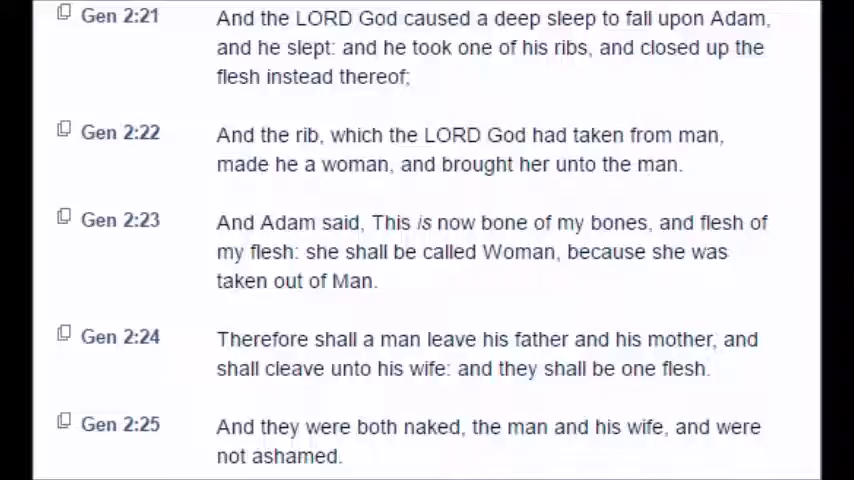 Gen 2:21 And the LORD God caused a deep sleep to fall upon Adam,
and he slept: and he took one of his ribs, and closed up the
flesh instead thereof;
Gen 2:22 And the rib, which the LORD God had taken from man,
made he a woman, and brought her unto the man.
Gen 2:23 And Adam said, This is now bone of my bones, and flesh of
my flesh: she shall be called Woman, because she was
taken out of Man.
Gen 2:24 Therefore shall a man leave his father and his mother, and
shall cleave unto his wife: and they shall be one flesh.
Gen 2:25 And they were both naked, the man and his wife, and were
not ashamed.